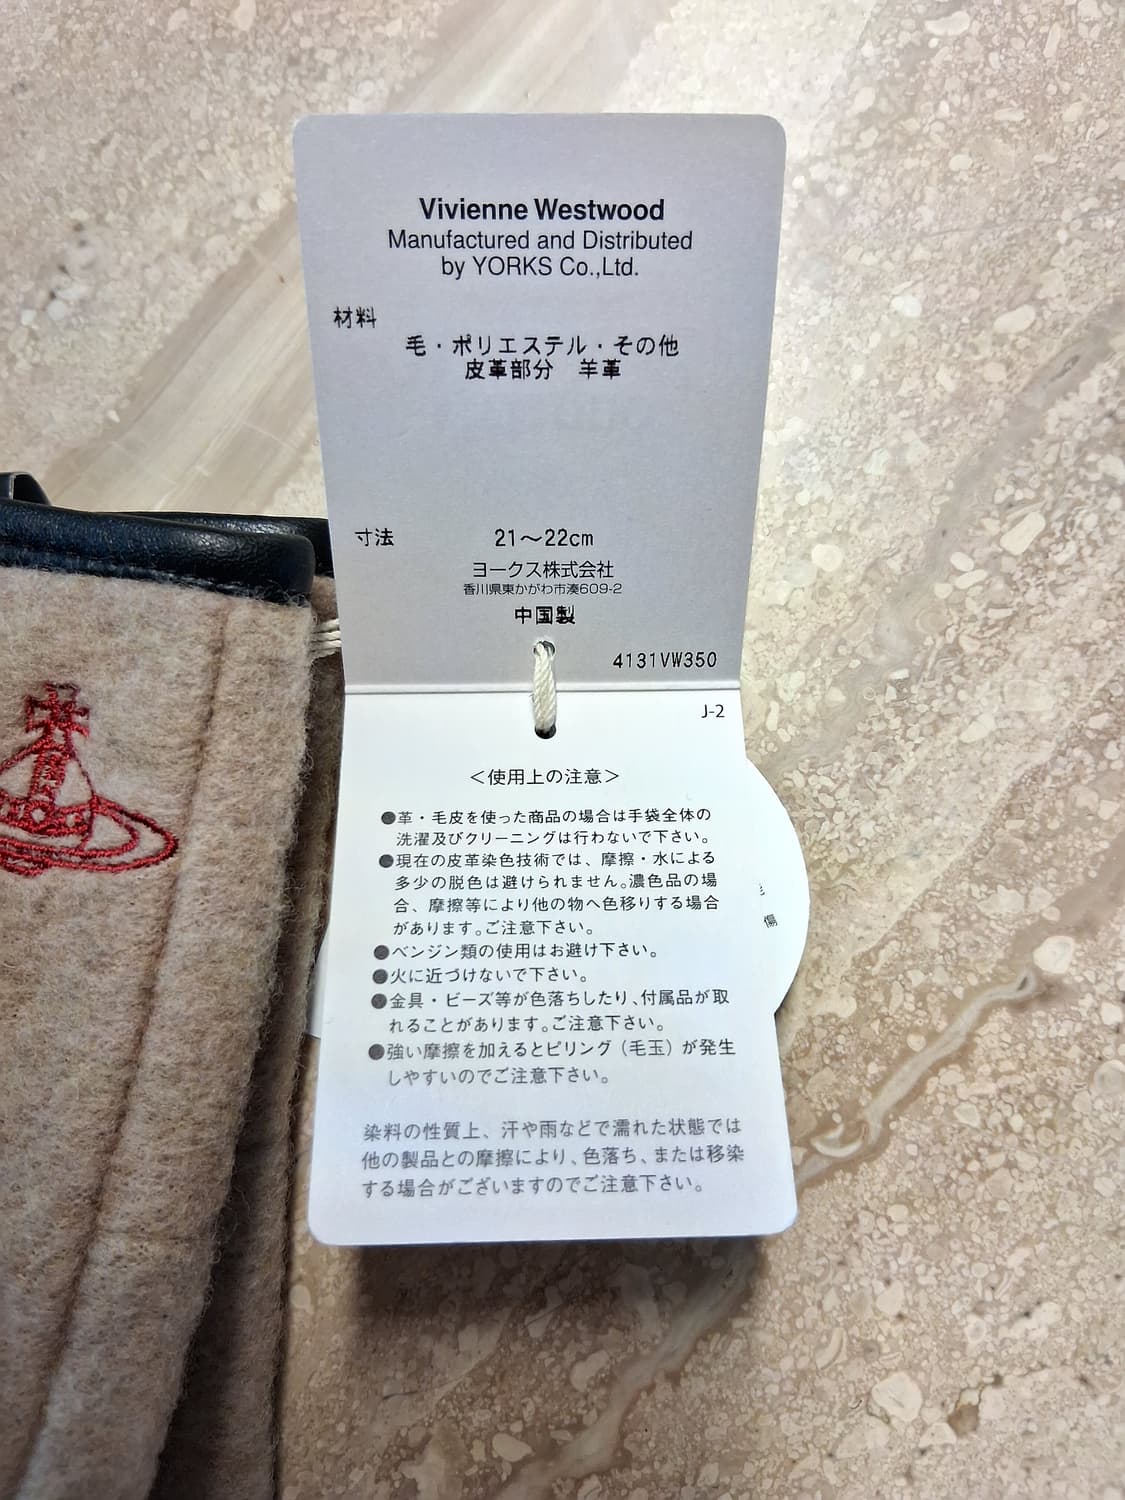 Vivienne Westwood
Manufactured and Distributed
by YORKS Co.,Ltd.
材料
毛・ポリエステル・その他
皮革部分 羊革
寸法 21～22cm
ヨークス株式会社
香川県東かがわ市湊609-2
中国製
4131VW350
J-2
＜使用上の注意＞
●革・毛皮を使った商品の場合は手袋全体の
洗濯及びクリーニングは行わないで下さい。
●現在の皮革染色技術では、摩擦・水による
多少の脱色は避けられません。濃色品の場
合、摩擦等により他の物へ色移りする場合
があります。ご注意下さい。
●ベンジン類の使用はお避け下さい。
●火に近づけないで下さい。
●金具・ビーズ等が色落ちしたり、付属品が取
れることがあります。ご注意下さい。
●強い摩擦を加えるとピリング（毛玉）が発生
しやすいのでご注意下さい。
染料の性質上、汗や雨などで濡れた状態では
他の製品との摩擦により、色落ち、または移染
する場合がございますのでご注意下さい。
傷